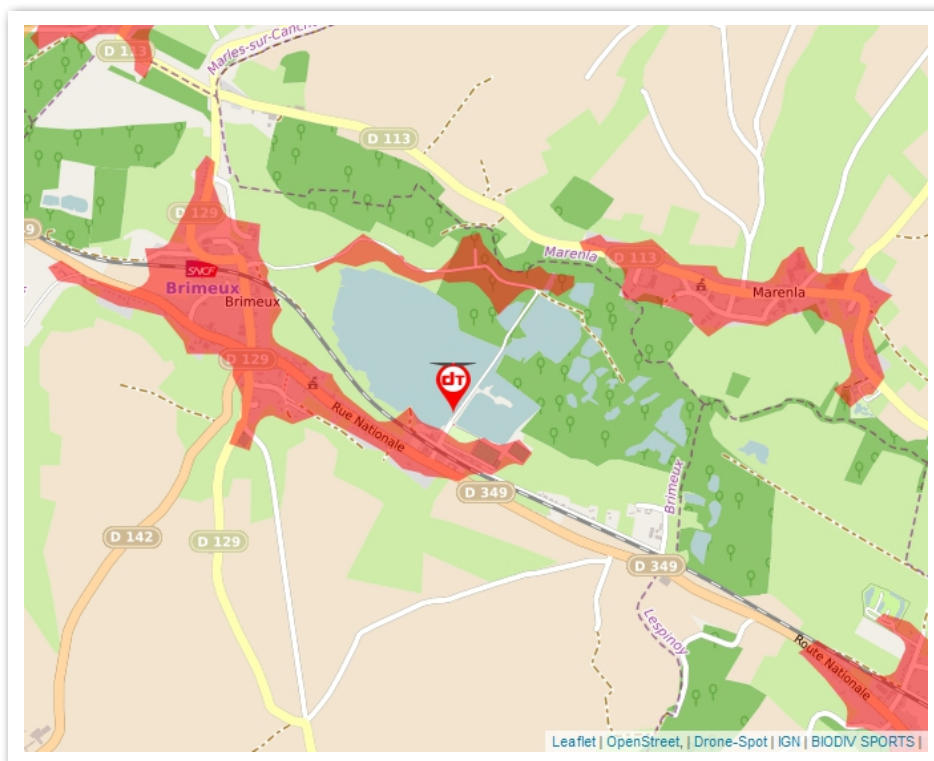 D 113
Marles-sur-Canche
D 113
D 129
SNCF
Brimeux
Brimeux
Marenla
D 113
Marenla
D 129
dT
Rue Nationale
D 349
Brimeux
D 142
D 129
D 349
Lespinoy
Route Nationale
Leaflet | OpenStreet, | Drone-Spot | IGN | BIODIV SPORTS |